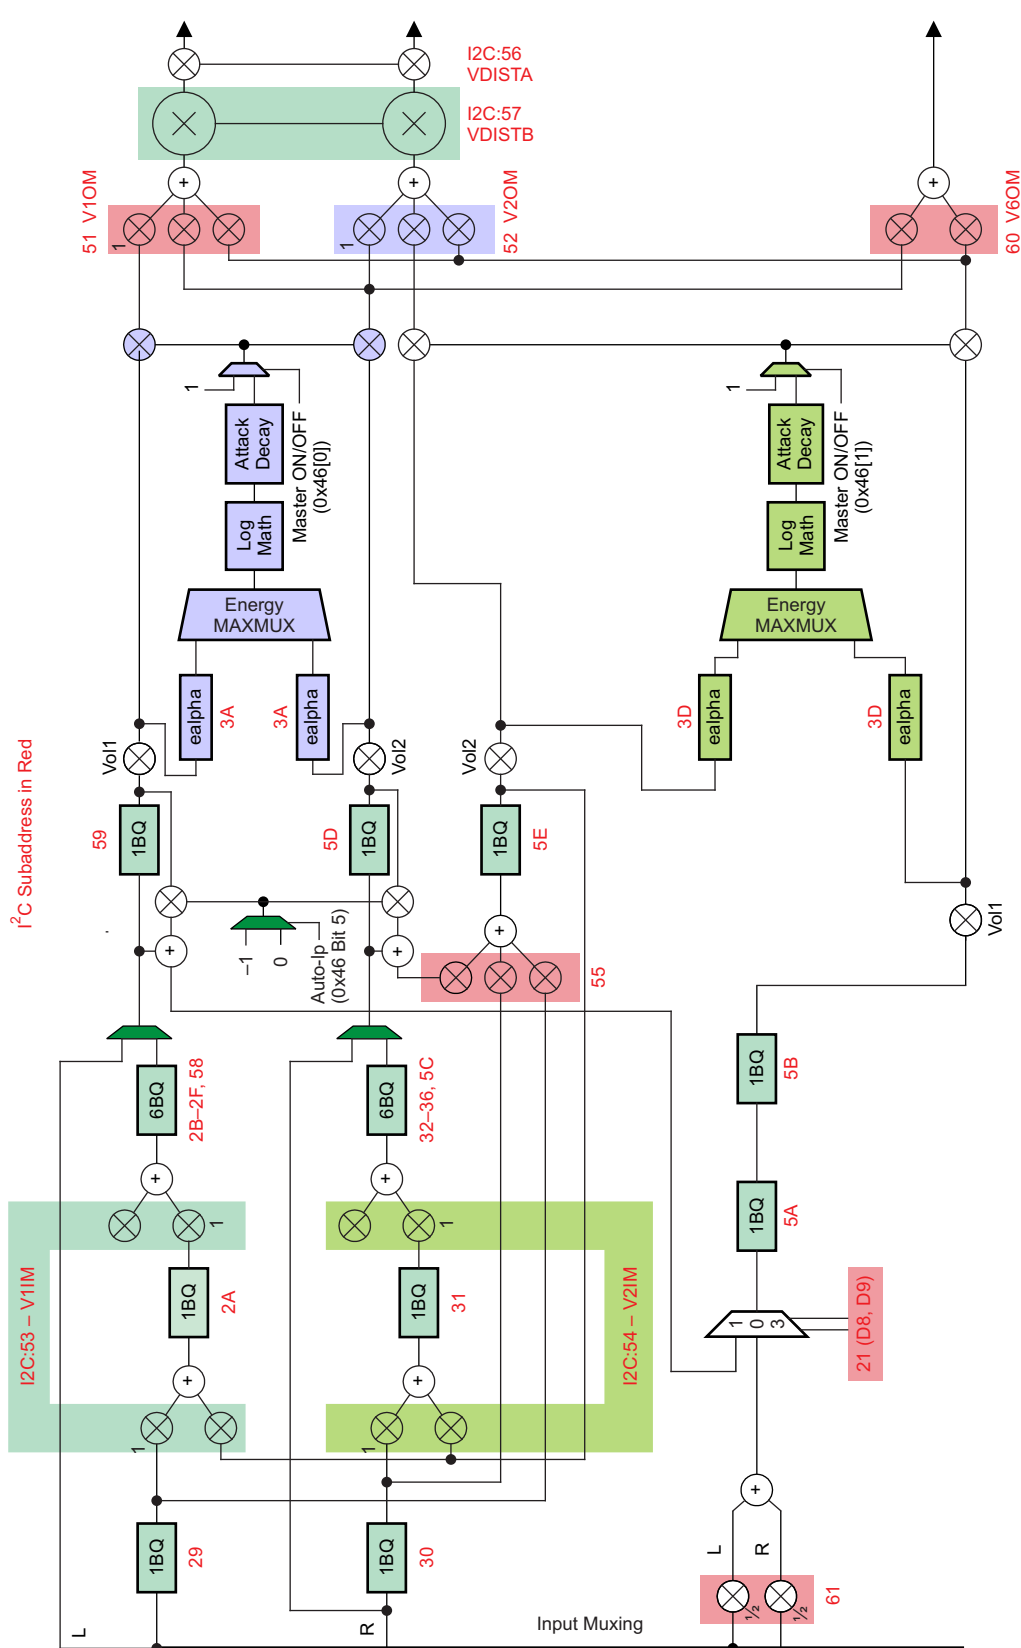 I2C:56
VDISTA
I2C:57
VDISTB
51 V1OM
1
52 V2OM
1
60 V6OM
1
Attack
Decay
Master ON/OFF
(0x46[0])
Log
Math
Energy
MAXMUX
ealpha
3A
ealpha
3A
1
Attack
Decay
Master ON/OFF
(0x46[1])
Log
Math
Energy
MAXMUX
ealpha
3D
ealpha
3D
I2C Subaddress in Red
Vol1
Vol2
Vol2
Vol1
59
1BQ
5D
1BQ
1BQ
5E
–1
0
Auto-lp
(0x46 Bit 5)
55
6BQ
2B–2F, 58
6BQ
32–36, 5C
1BQ
5B
1BQ
5A
I2C:53 – V1IM
1
1BQ
2A
1
I2C:54 – V2IM
1
1BQ
31
1
1
0
3
21 (D8, D9)
1BQ
29
1BQ
30
L
R
L
R
½
½
61
Input Muxing